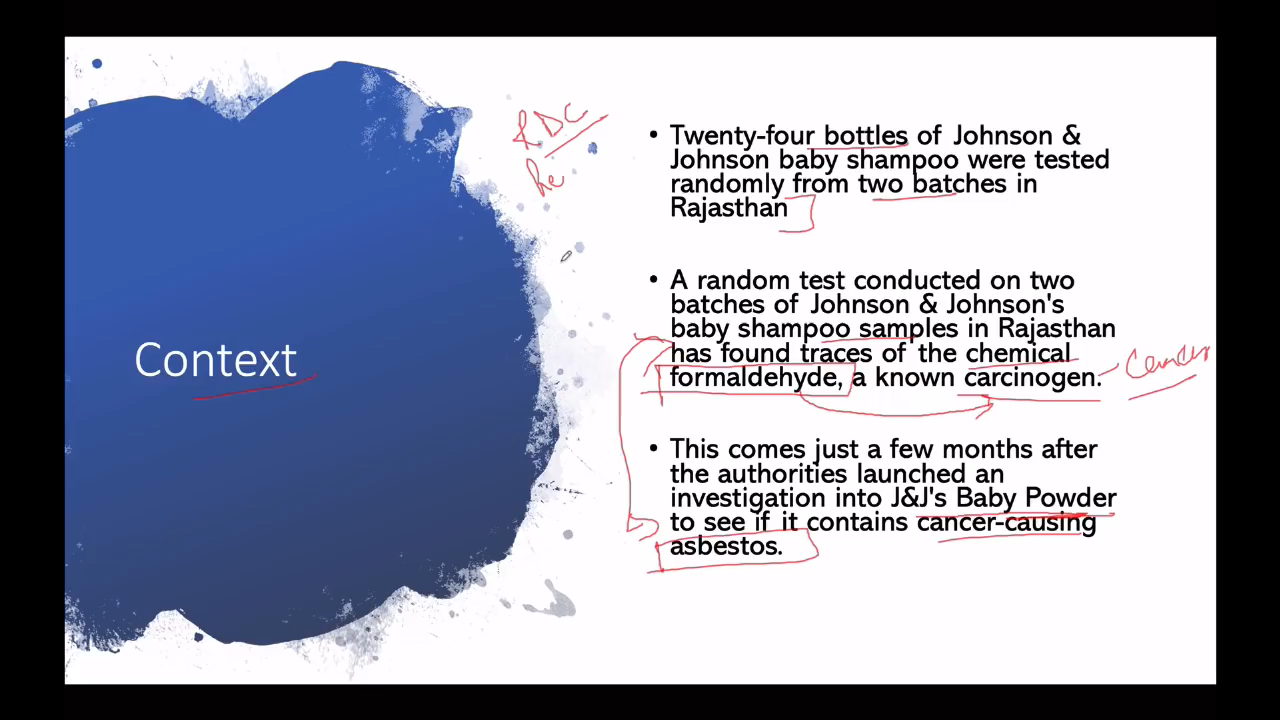 Context
RDC
Re
• Twenty-four bottles of Johnson &
Johnson baby shampoo were tested
randomly from two batches in
Rajasthan
• A random test conducted on two
batches of Johnson & Johnson's
baby shampoo samples in Rajasthan
has found traces of the chemical
formaldehyde, a known carcinogen.
Cancer
• This comes just a few months after
the authorities launched an
investigation into J&J's Baby Powder
to see if it contains cancer-causing
asbestos.